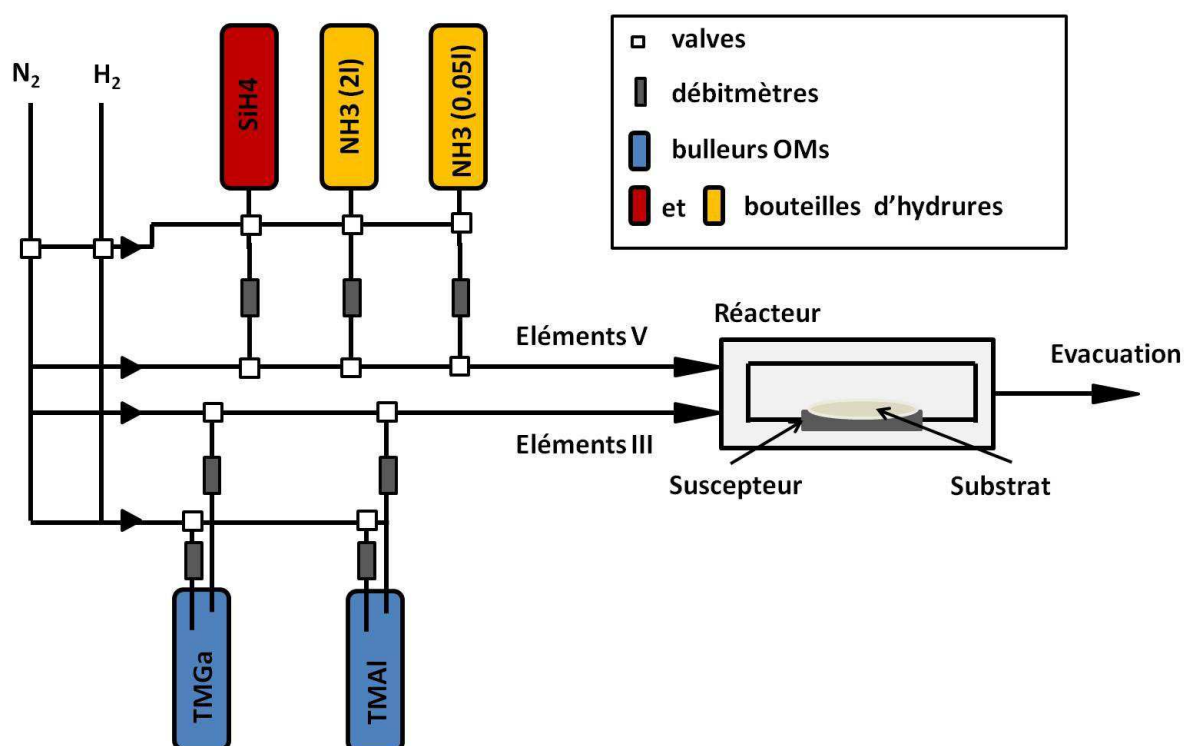 N₂
H₂
SiH4
NH3 (2l)
NH3 (0.05l)
valves
débitmètres
bulleurs OMs
et
bouteilles d'hydrures
Eléments V
Réacteur
Evacuation
Eléments III
Suscepteur
Substrat
TMGa
TMAl